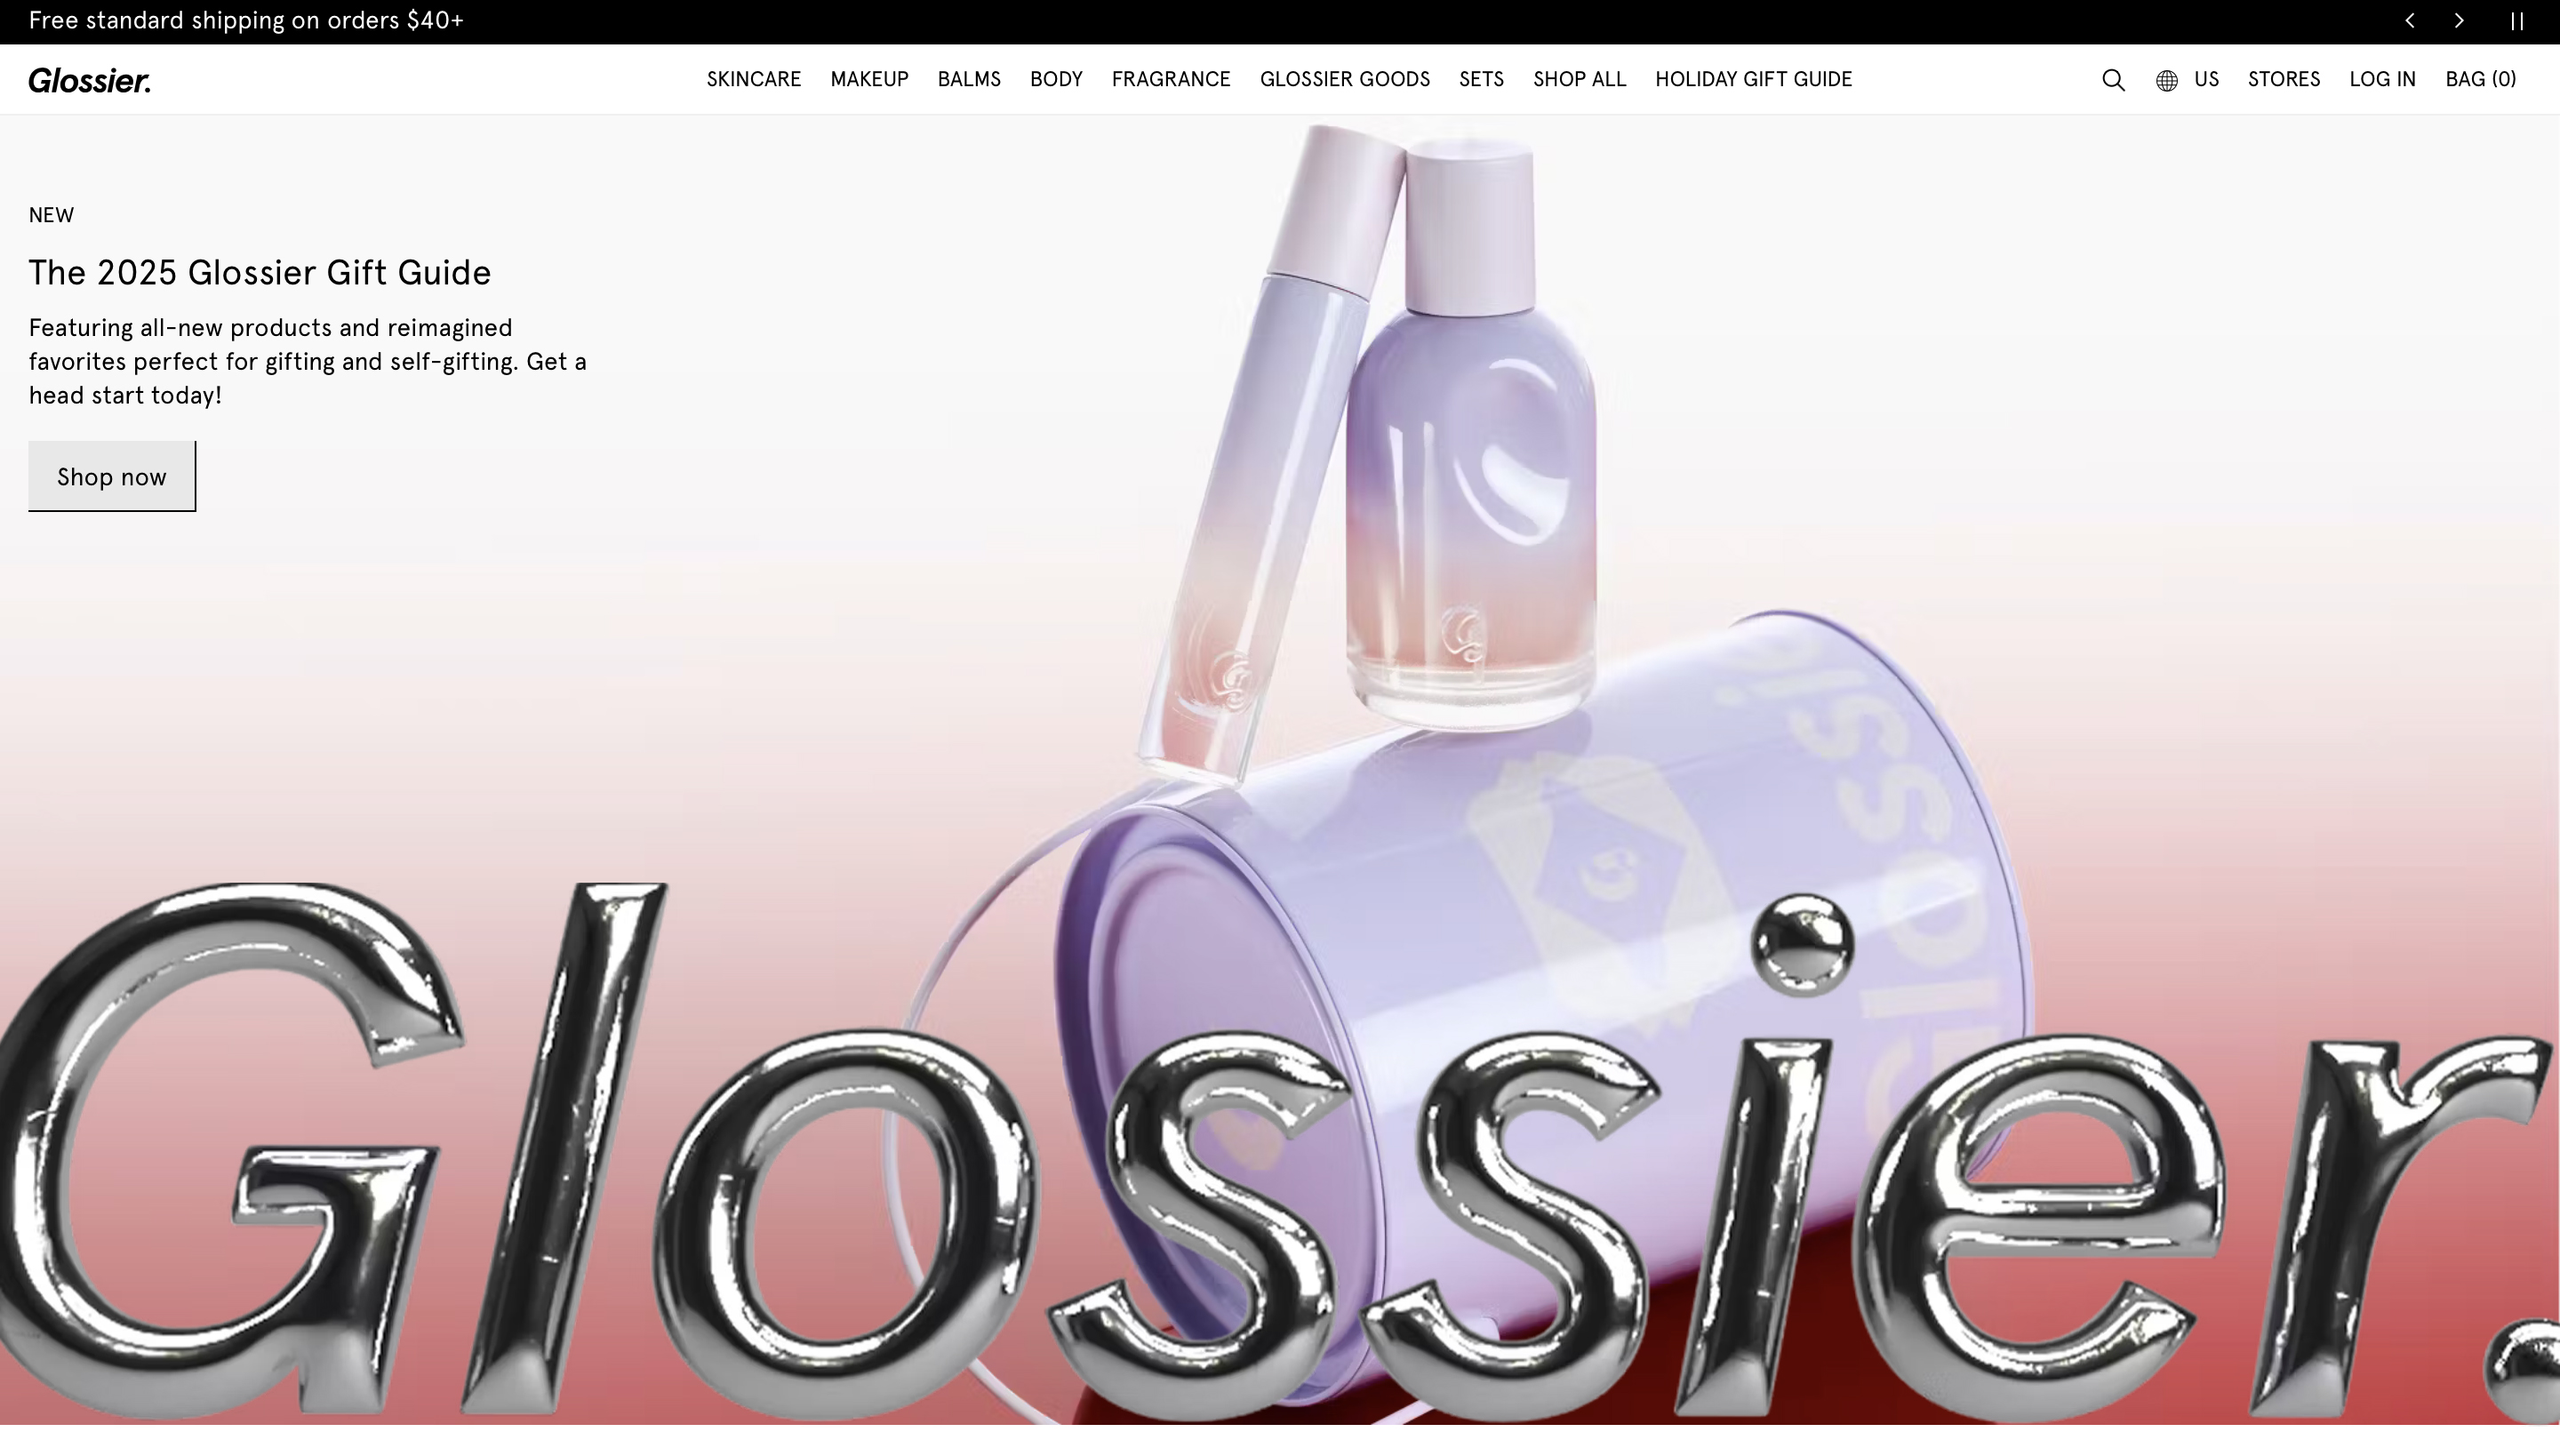 Free standard shipping on orders $40+
Glossier.
SKINCARE MAKEUP BALMS BODY FRAGRANCE GLOSSIER GOODS SETS SHOP ALL HOLIDAY GIFT GUIDE
US STORES LOG IN BAG (0)
NEW
The 2025 Glossier Gift Guide
Featuring all-new products and reimagined
favorites perfect for gifting and self-gifting. Get a
head start today!
Shop now
Glossier.